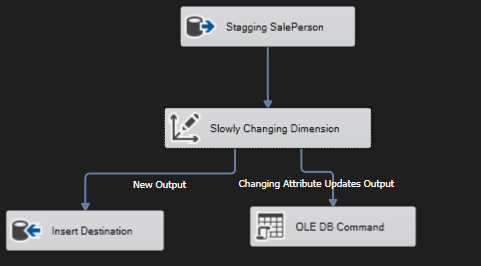 Stagging SalePerson
Slowly Changing Dimension
New Output
Changing Attribute Updates Output
Insert Destination
OLE DB Command